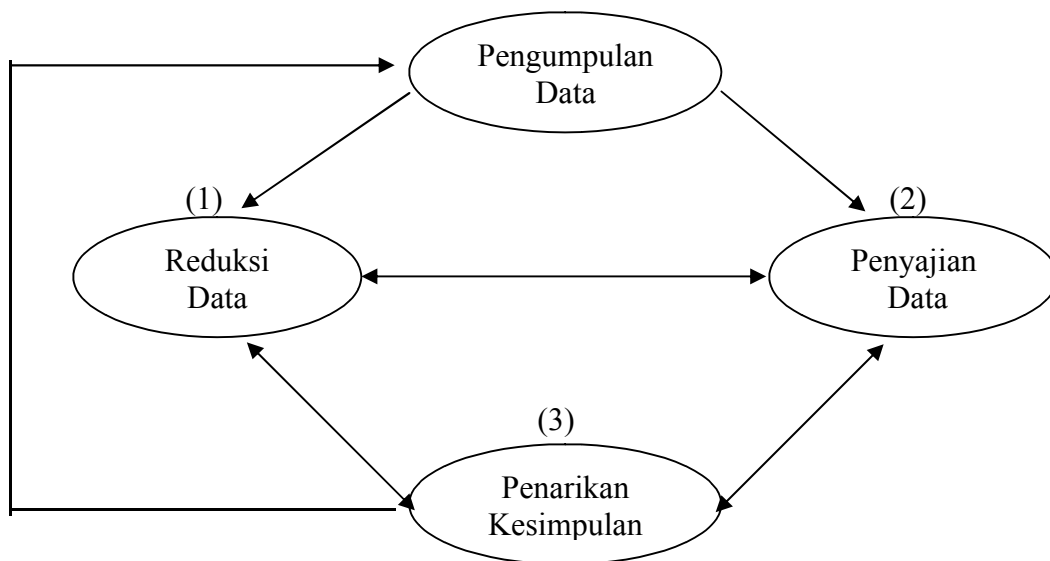 Pengumpulan
Data
(1)
(2)
Reduksi
Data
Penyajian
Data
(3)
Penarikan
Kesimpulan